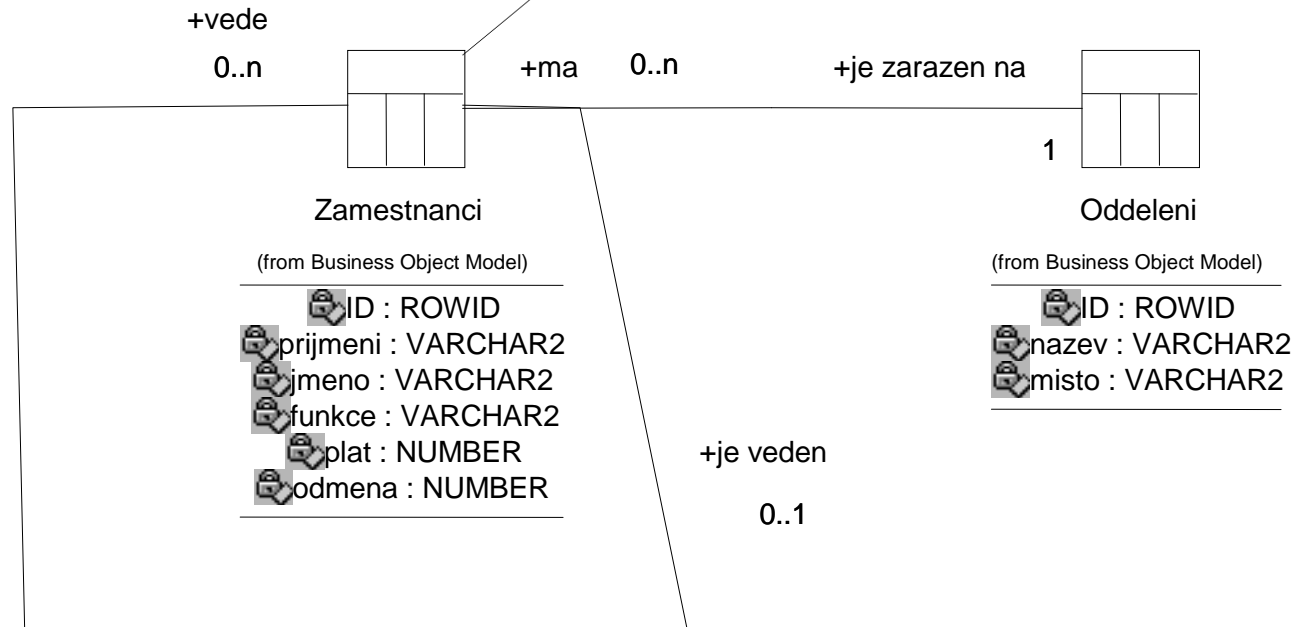 +vede
0..n
+ma
0..n
+je zarazen na
1
Zamestnanci
(from Business Object Model)
ID : ROWID
prijmeni : VARCHAR2
jmeno : VARCHAR2
funkce : VARCHAR2
plat : NUMBER
odmena : NUMBER
Oddeleni
(from Business Object Model)
ID : ROWID
nazev : VARCHAR2
misto : VARCHAR2
+je veden
0..1